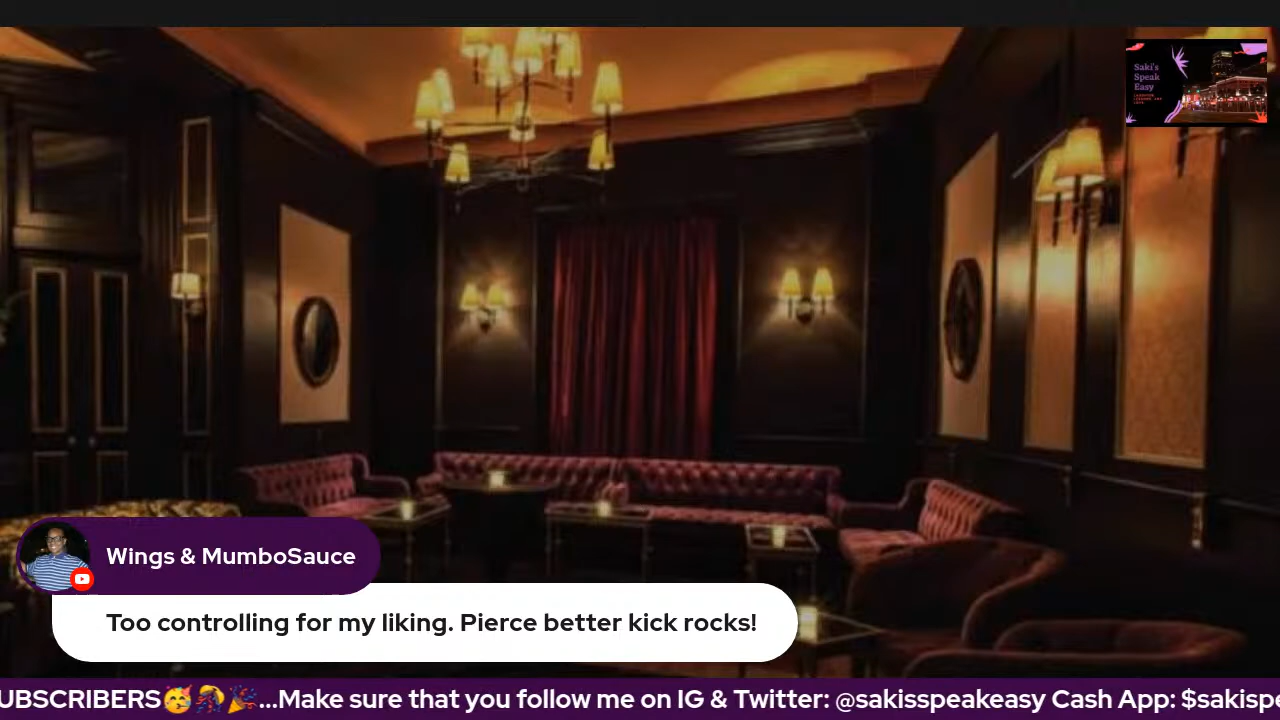 Saki's
Speak
Easy
Wings & MumboSauce
Too controlling for my liking. Pierce better kick rocks!
UBSCRIBERS🥳🎊🎉...Make sure that you follow me on IG & Twitter: @sakisspeakeasy Cash App: $sakispe